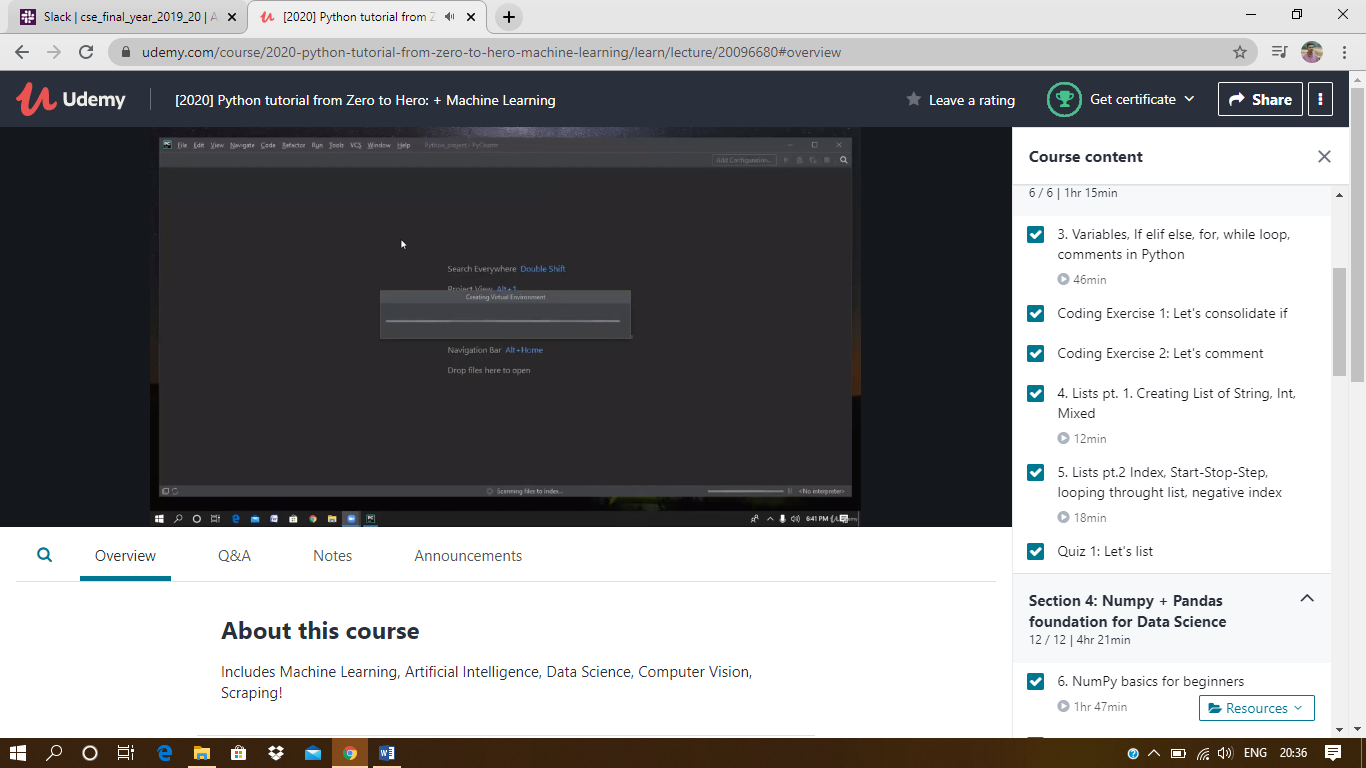 Slack | cse_final_year_2019_20 | A
[2020] Python tutorial from Z
udemy.com/course/2020-python-tutorial-from-zero-to-hero-machine-learning/learn/lecture/20096680#overview
Udemy
[2020] Python tutorial from Zero to Hero: + Machine Learning
Leave a rating
Get certificate
Share
File Edit View Navigate Code Refactor Run Tools VCS Window Help Python_project - PyCharm
Add Configuration...
Search Everywhere Double Shift
Project View Alt+1
Creating Virtual Environment
Navigation Bar Alt+Home
Drop files here to open
Scanning files to index...
<No interpreter>
6:41 PM
Course content
6 / 6 | 1hr 15min
3. Variables, If elif else, for, while loop,
comments in Python
46min
Coding Exercise 1: Let's consolidate if
Coding Exercise 2: Let's comment
4. Lists pt. 1. Creating List of String, Int,
Mixed
12min
5. Lists pt.2 Index, Start-Stop-Step,
looping throught list, negative index
18min
Quiz 1: Let's list
Section 4: Numpy + Pandas
foundation for Data Science
12 / 12 | 4hr 21min
6. NumPy basics for beginners
1hr 47min
Resources
Overview
Q&A
Notes
Announcements
About this course
Includes Machine Learning, Artificial Intelligence, Data Science, Computer Vision,
Scraping!
ENG
20:36